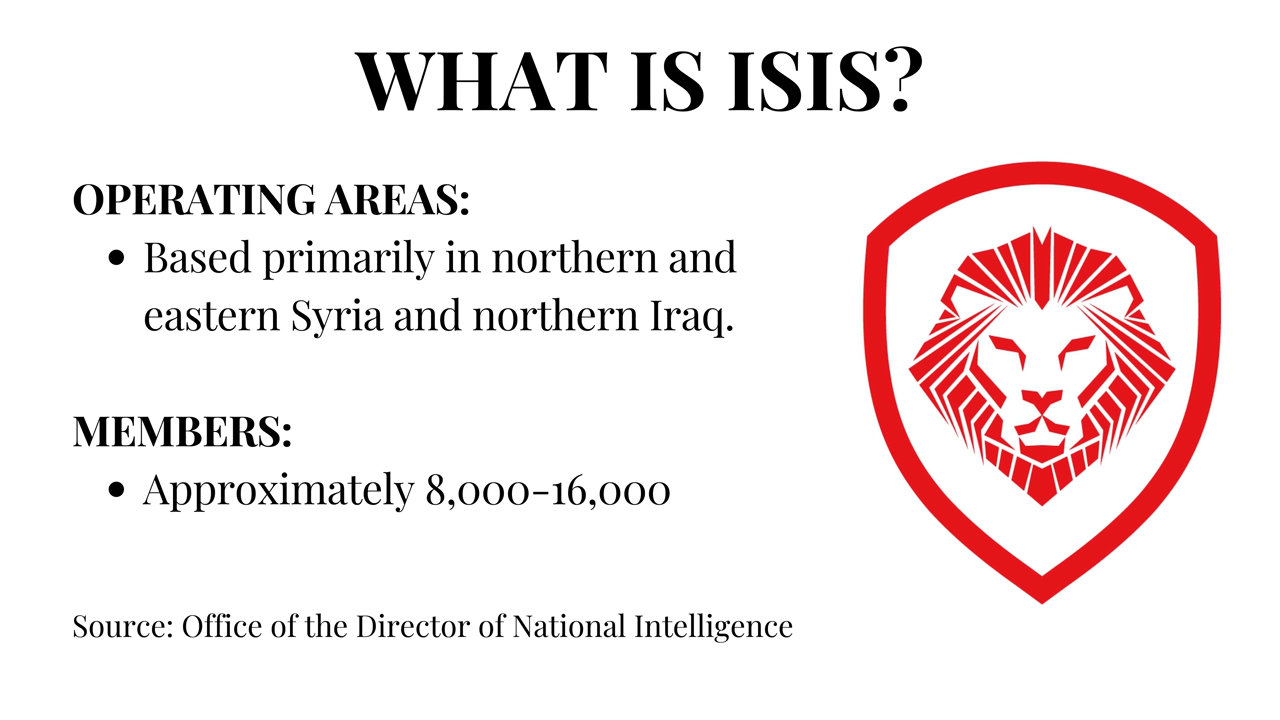 WHAT IS ISIS?
OPERATING AREAS:
• Based primarily in northern and
eastern Syria and northern Iraq.
MEMBERS:
• Approximately 8,000-16,000
Source: Office of the Director of National Intelligence